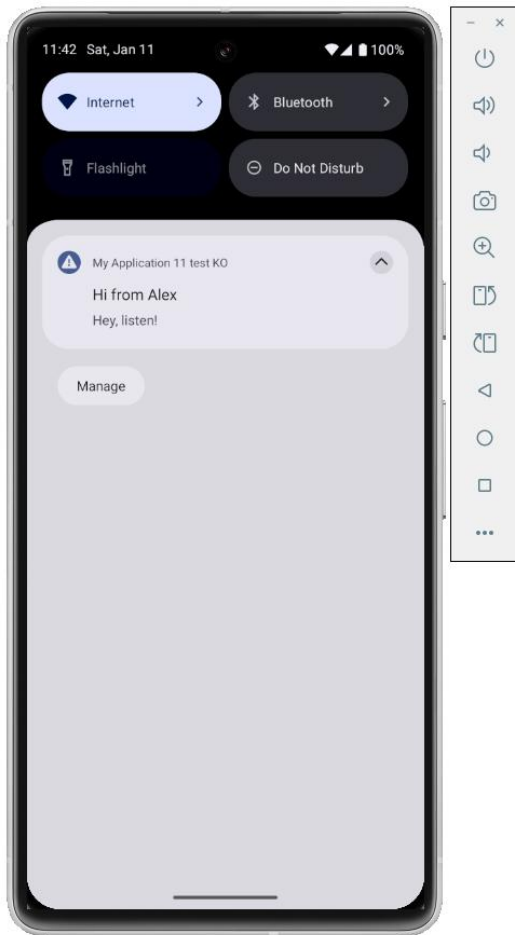 11:42 Sat, Jan 11 100%
Internet Bluetooth
Flashlight Do Not Disturb
My Application 11 test KO
Hi from Alex
Hey, listen!
Manage